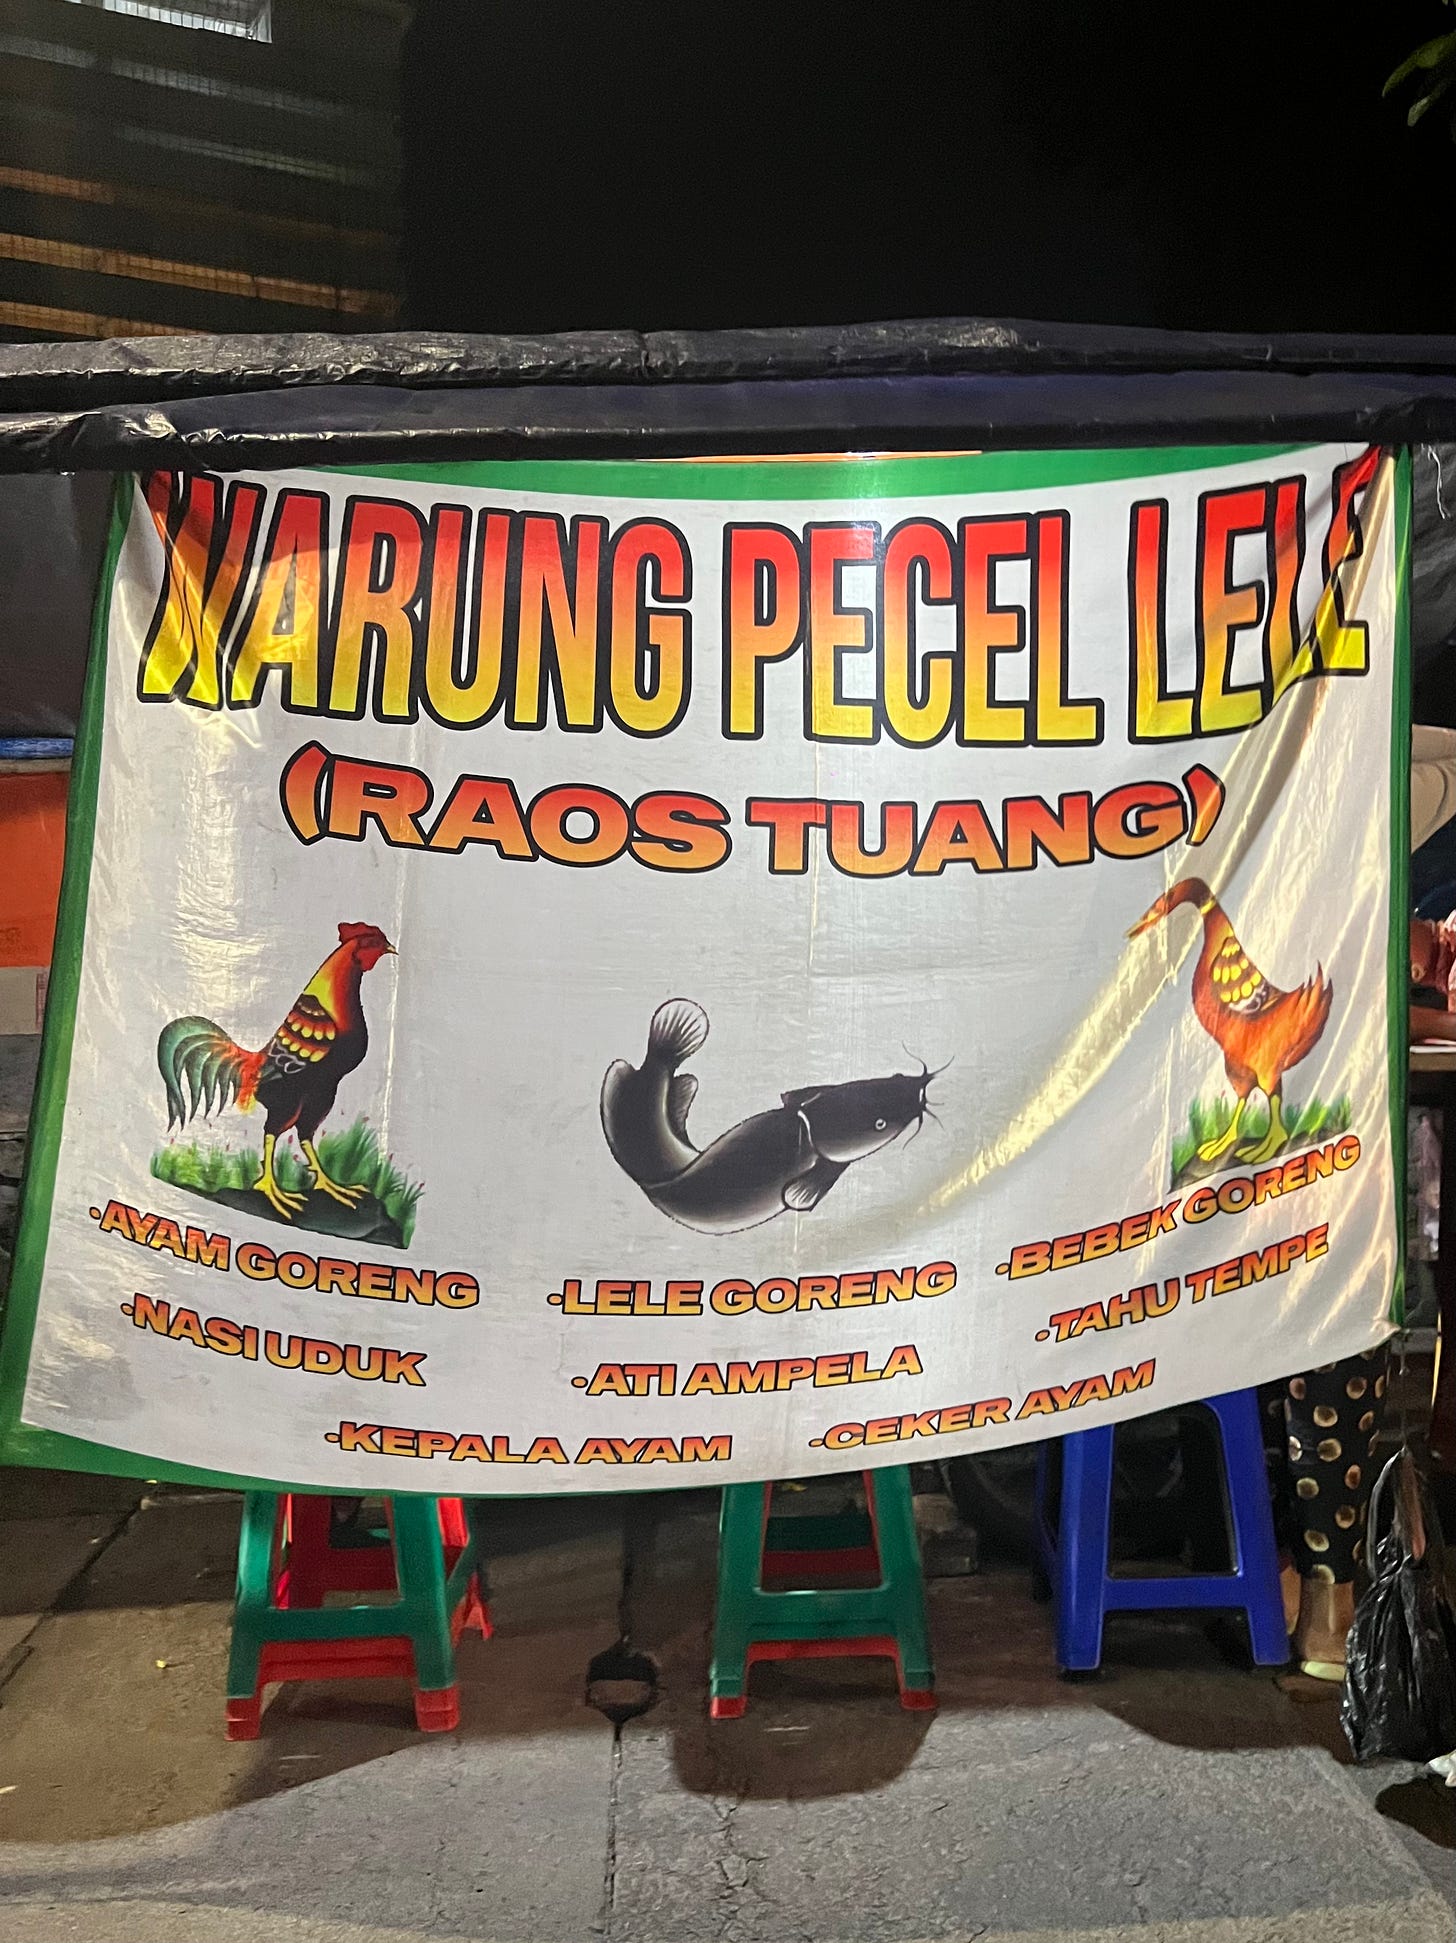 WARUNG PECEL LELE
(RAOS TUANG)
•AYAM GORENG
•LELE GORENG
•BEBEK GORENG
•NASI UDUK
•ATI AMPELA
•TAHU TEMPE
•KEPALA AYAM
•CEKER AYAM